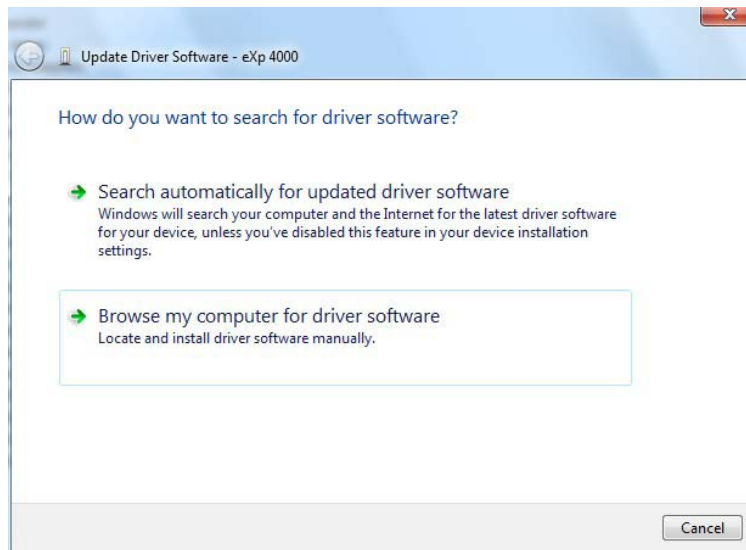 Update Driver Software - eXp 4000
How do you want to search for driver software?
Search automatically for updated driver software
Windows will search your computer and the Internet for the latest driver software
for your device, unless you've disabled this feature in your device installation
settings.
Browse my computer for driver software
Locate and install driver software manually.
Cancel